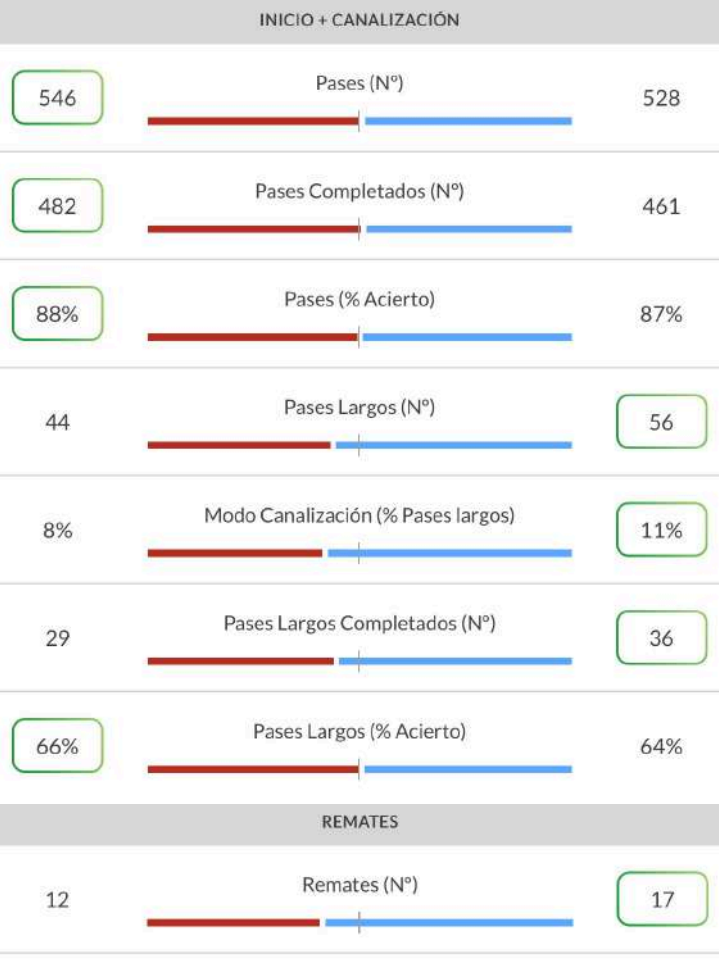 INICIO + CANALIZACIÓN
Pases (Nº)
546 528
Pases Completados (Nº)
482 461
Pases (% Acierto)
88% 87%
Pases Largos (Nº)
44 56
Modo Canalización (% Pases largos)
8% 11%
Pases Largos Completados (Nº)
29 36
Pases Largos (% Acierto)
66% 64%
REMATES
Remates (Nº)
12 17